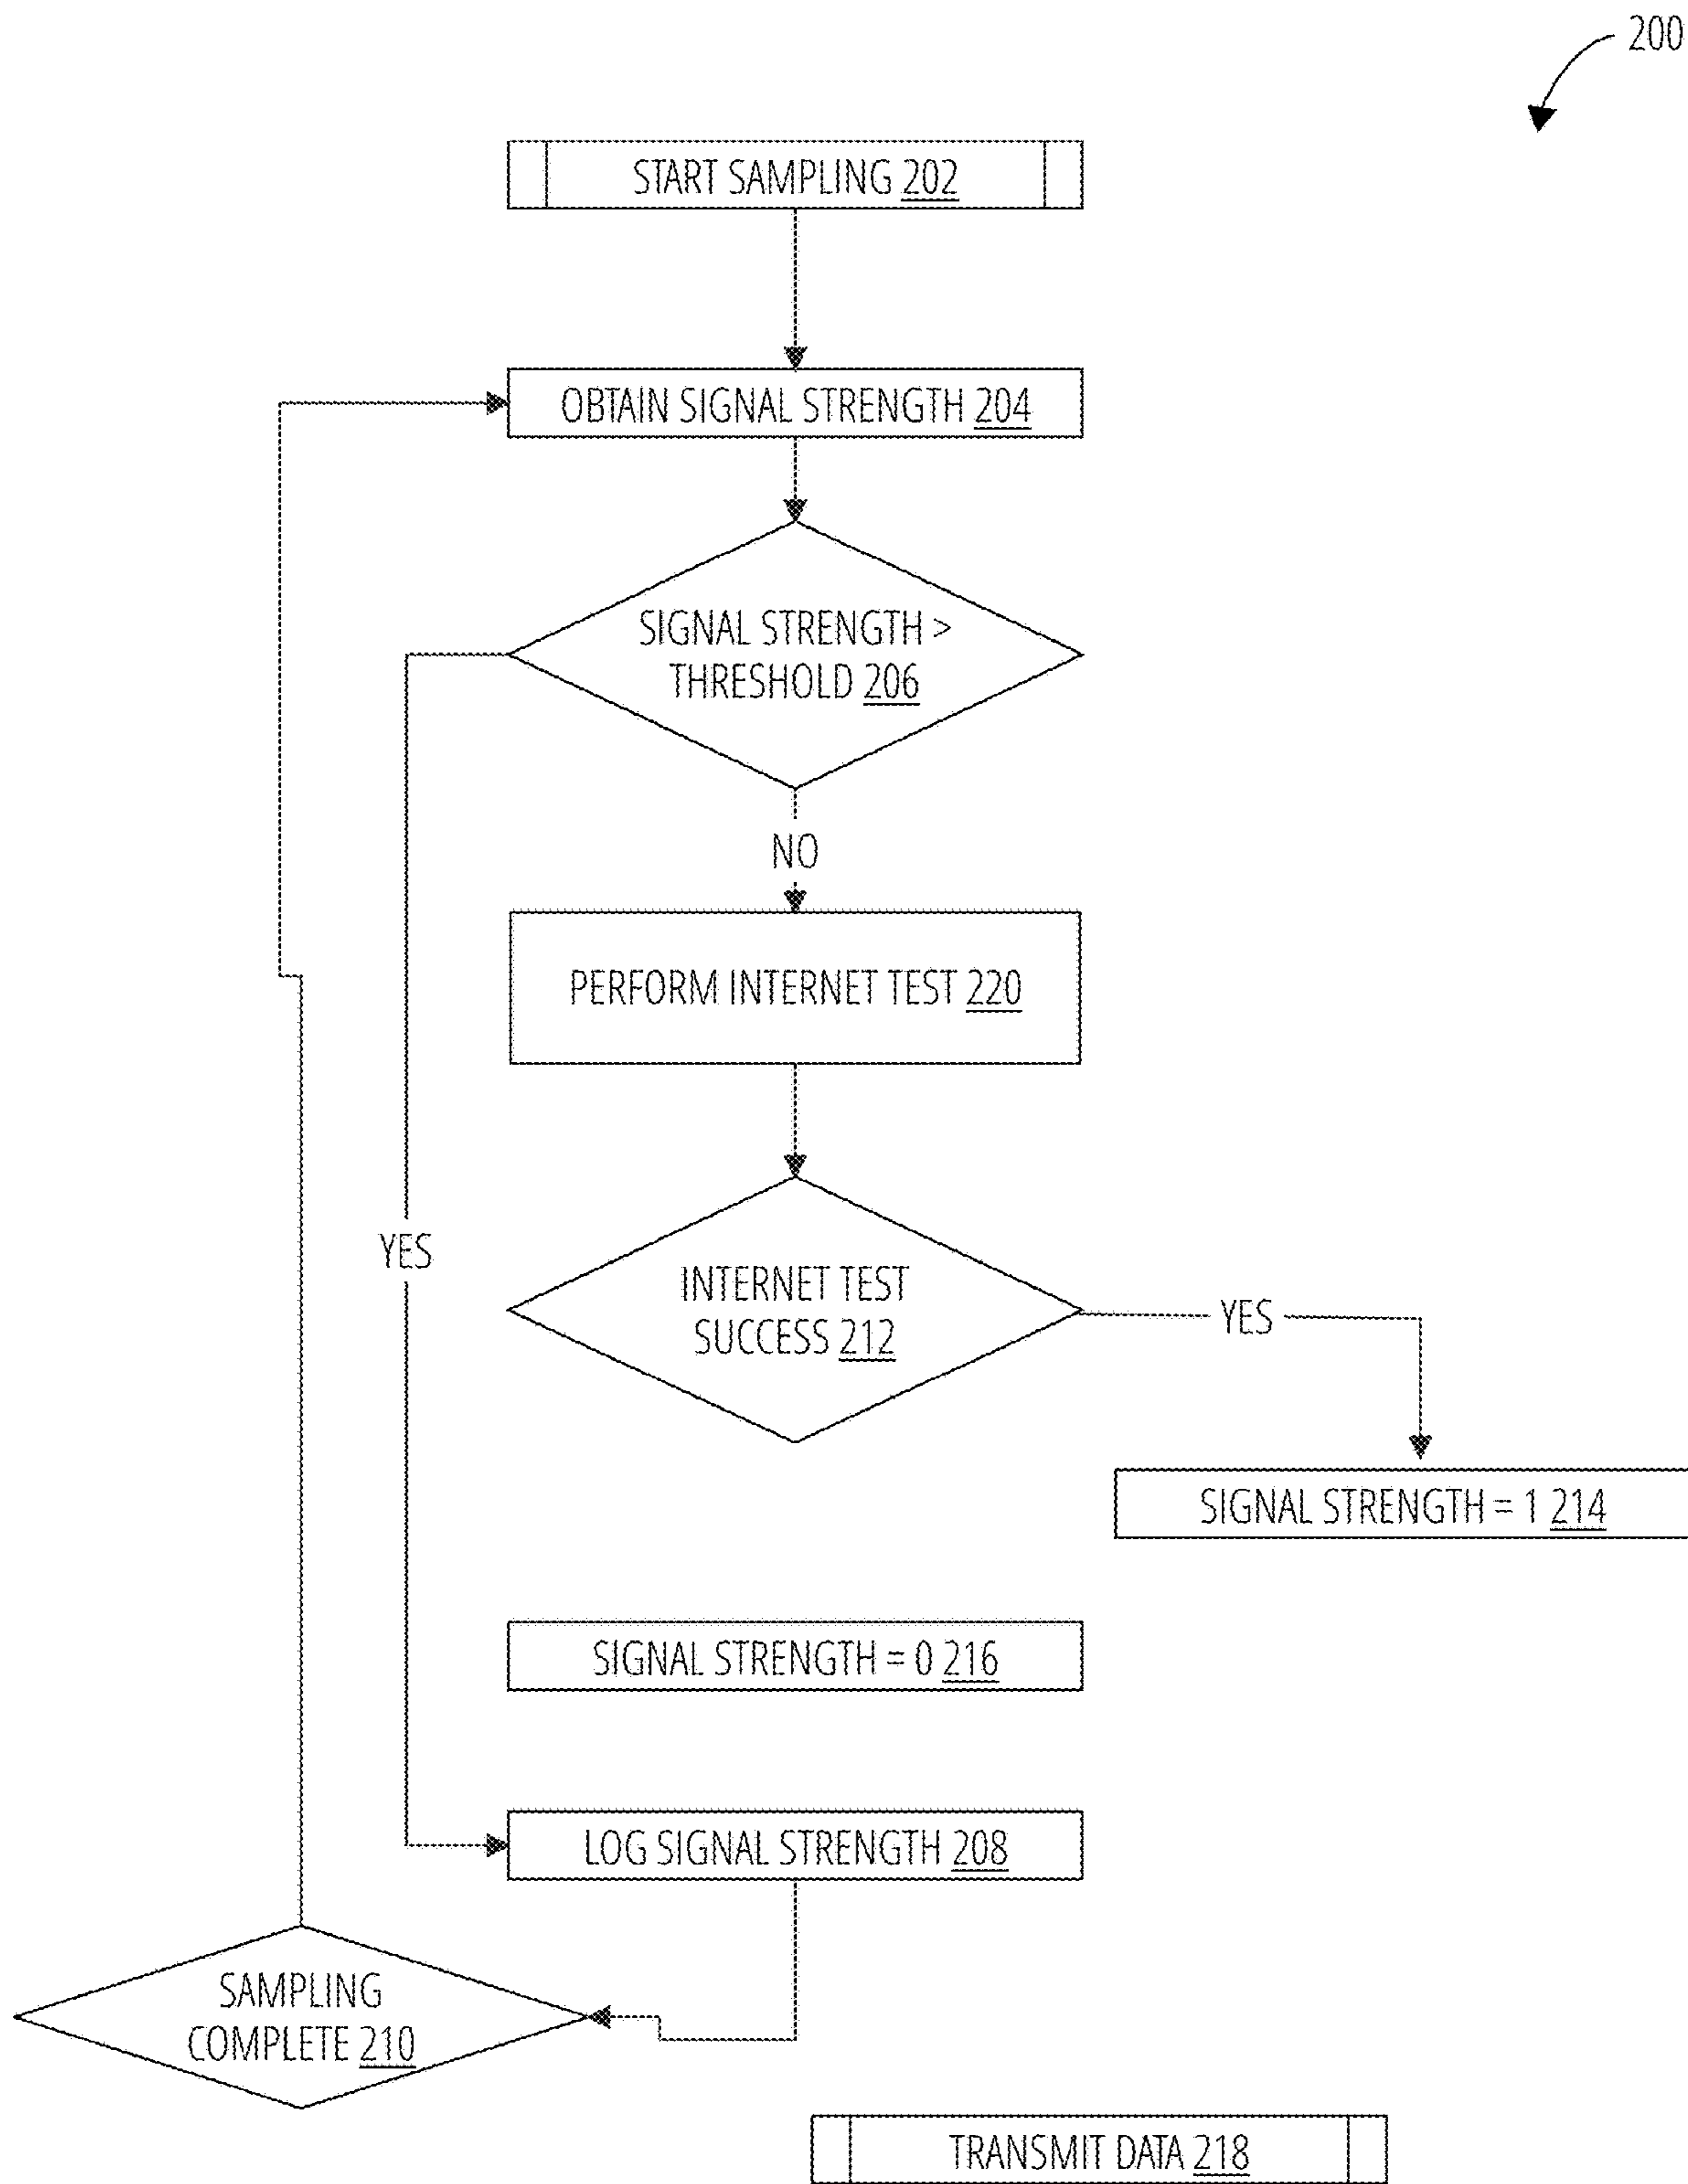 200
START SAMPLING 202
OBTAIN SIGNAL STRENGTH 204
SIGNAL STRENGTH >
THRESHOLD 206
NO
PERFORM INTERNET TEST 220
YES
INTERNET TEST
SUCCESS 212
YES
SIGNAL STRENGTH = 1 214
SIGNAL STRENGTH = 0 216
LOG SIGNAL STRENGTH 208
SAMPLING
COMPLETE 210
TRANSMIT DATA 218